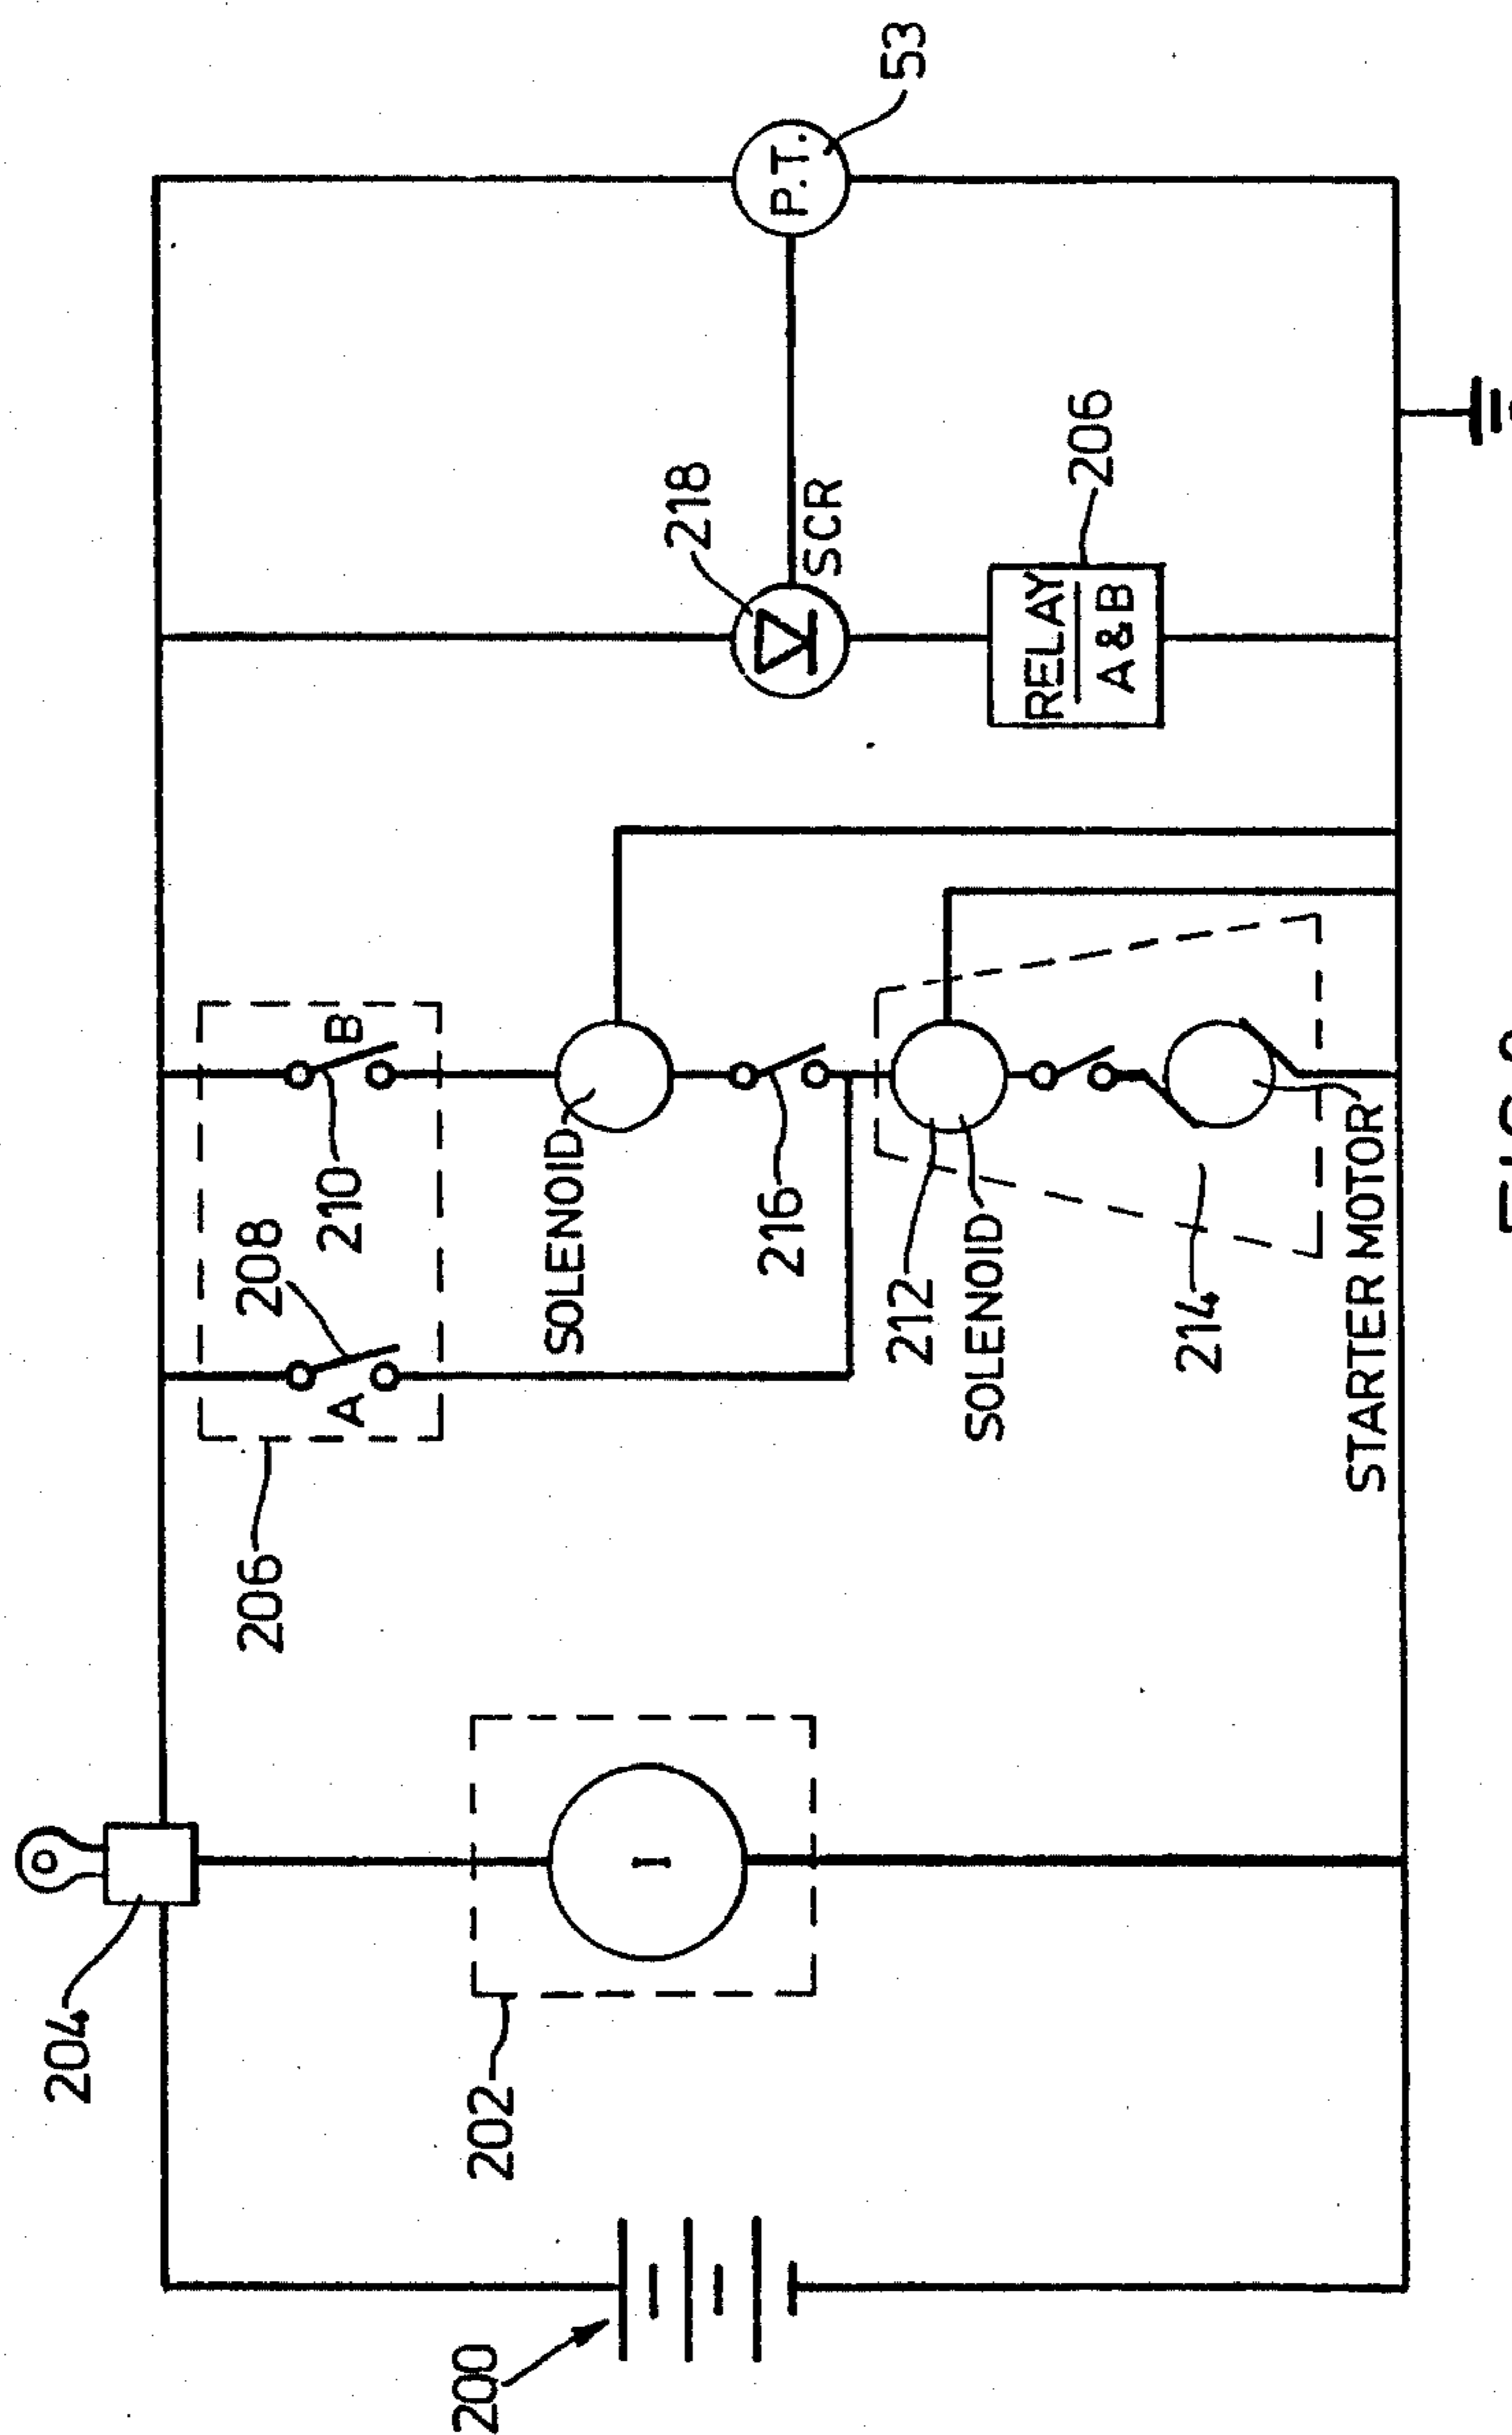 204
200
202
206
208
A
210
B
SOLENOID
216
212
SOLENOID
214
STARTER MOTOR
218
SCR
RELAY
A & B
206
P.T.
53